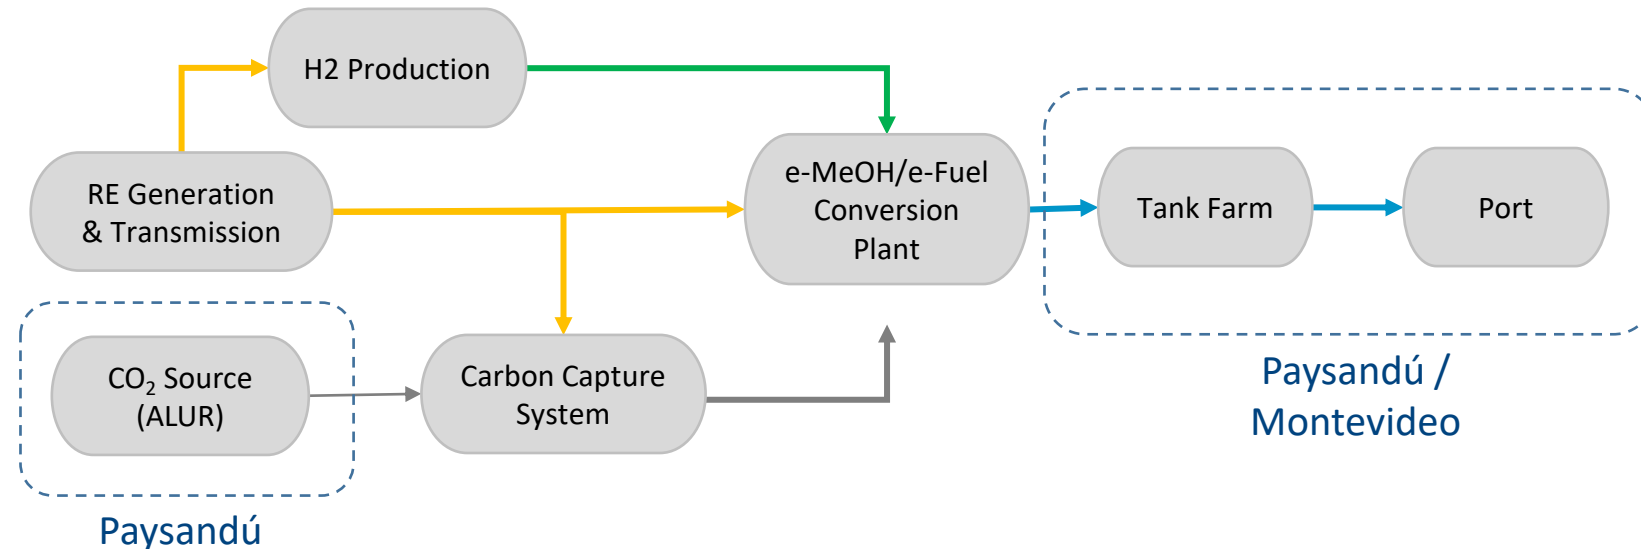 H2 Production
RE Generation
& Transmission
e-MeOH/e-Fuel
Conversion
Plant
Tank Farm
Port
CO₂ Source
(ALUR)
Carbon Capture
System
Paysandú /
Montevideo
Paysandú